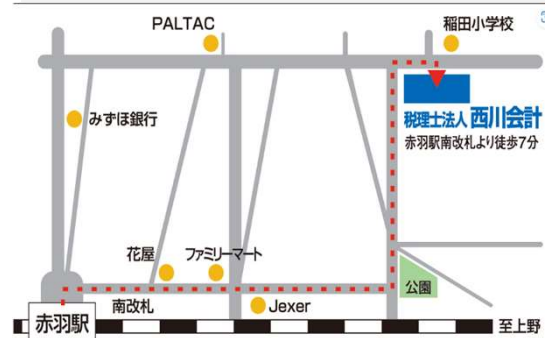 PALTAC
稲田小学校
みずほ銀行
税理士法人 西川会計
赤羽駅南改札より徒歩7分
花屋
ファミリーマート
公園
南改札
Jexer
赤羽駅
至上野